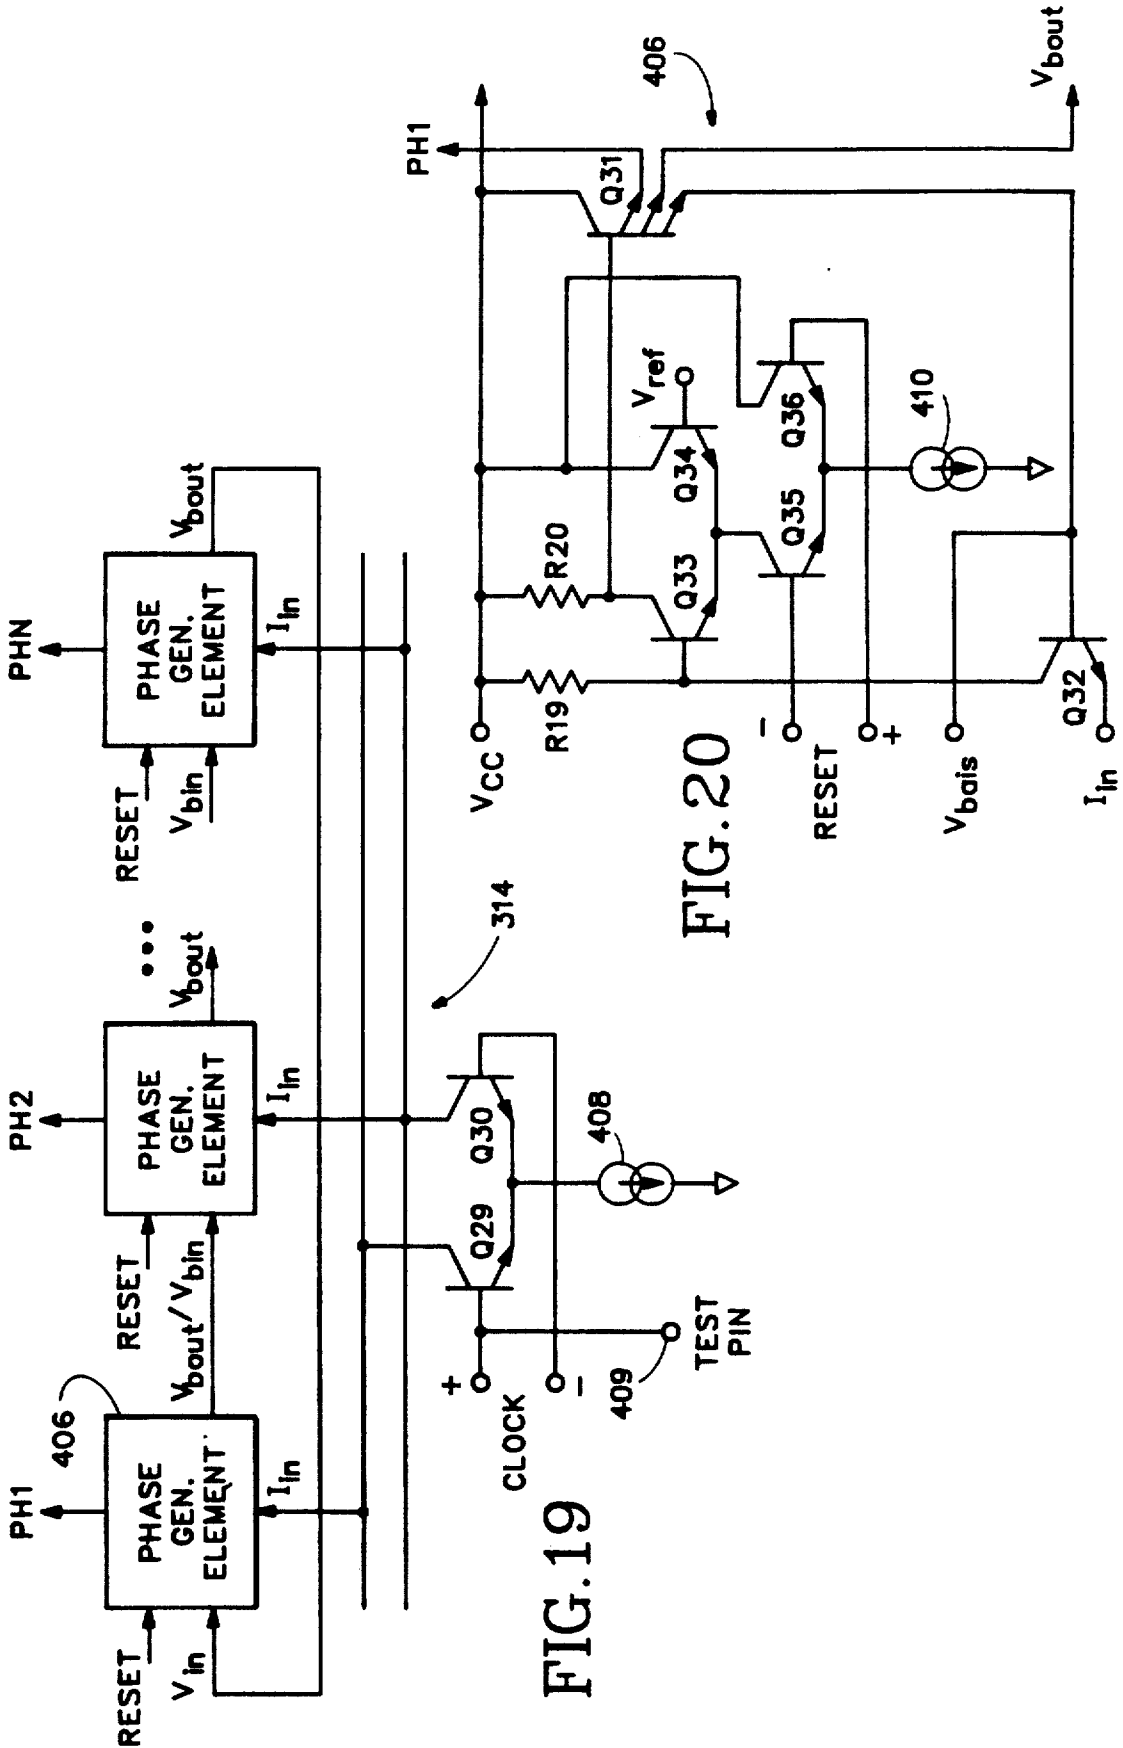 PH1
PH2
PHN
406
RESET
PHASE
GEN.
ELEMENT
V_in
I_in
V_bout/V_bin
RESET
PHASE
GEN.
ELEMENT
I_in
V_bout
•••
RESET
V_bin
PHASE
GEN.
ELEMENT
I_in
V_bout
314
+
CLOCK
-
Q29
Q30
408
409
TEST
PIN
FIG.19
PH1
V_CC
R19
R20
Q31
406
Q33
Q34
V_ref
Q35
Q36
-
RESET
+
410
V_bais
Q32
I_in
V_bout
FIG.20